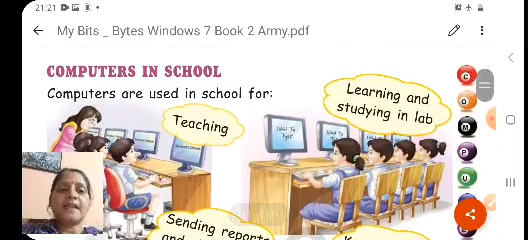 21:21
My Bits _ Bytes Windows 7 Book 2 Army.pdf
COMPUTERS IN SCHOOL
Computers are used in school for:
Teaching
Learning and
studying in lab
How To
Type
Sending reports
C
O
M
P
U